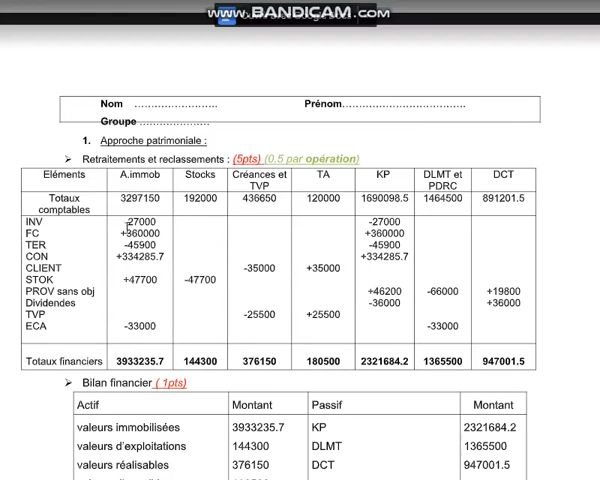 www.BANDICAM.com
Nom ........................ Prénom.......................................
Groupe .....................
1. Approche patrimoniale :
➢ Retraitements et reclassements : (5pts) (0.5 par opération)
Eléments A.immob Stocks Créances et TVP TA KP DLMT et PDRC DCT
Totaux comptables 3297150 192000 436650 120000 1690098.5 1464500 891201.5
INV -27000 -27000
FC +360000 +360000
TER -45900 -45900
CON +334285.7 +334285.7
CLIENT -35000 +35000
STOK +47700 -47700
PROV sans obj +46200 -66000 +19800
Dividendes -36000 +36000
TVP -25500 +25500
ECA -33000 -33000
Totaux financiers 3933235.7 144300 376150 180500 2321684.2 1365500 947001.5
➢ Bilan financier ( 1pts)
Actif Montant Passif Montant
valeurs immobilisées 3933235.7 KP 2321684.2
valeurs d'exploitations 144300 DLMT 1365500
valeurs réalisables 376150 DCT 947001.5